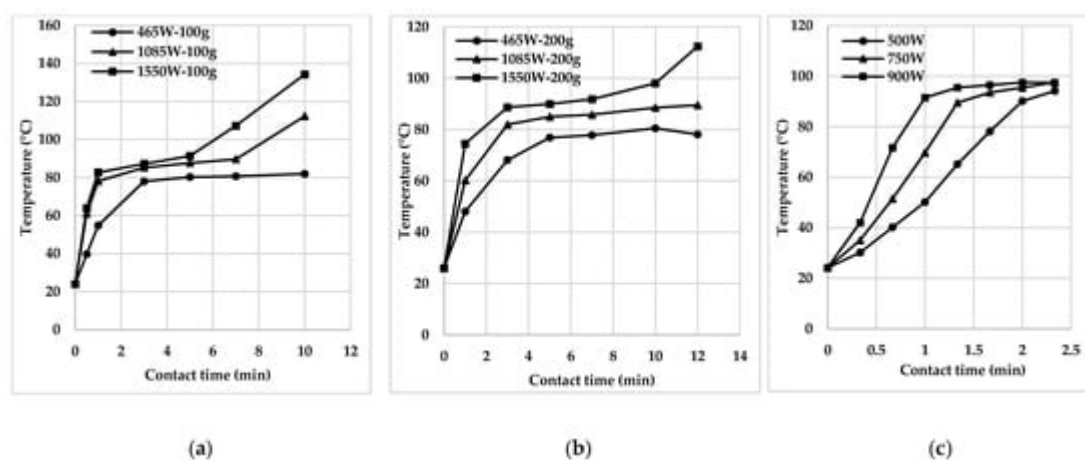 160
140
120
100
80
60
40
20
0
Temperature (°C)
465W-100g
1085W-100g
1550W-100g
0 2 4 6 8 10 12
Contact time (min)
(a)
120
100
80
60
40
20
0
Temperature (°C)
465W-200g
1085W-200g
1550W-200g
0 2 4 6 8 10 12 14
Contact time (min)
(b)
120
100
80
60
40
20
0
Temperature (°C)
500W
750W
900W
0 0.5 1 1.5 2 2.5
Contact time (min)
(c)